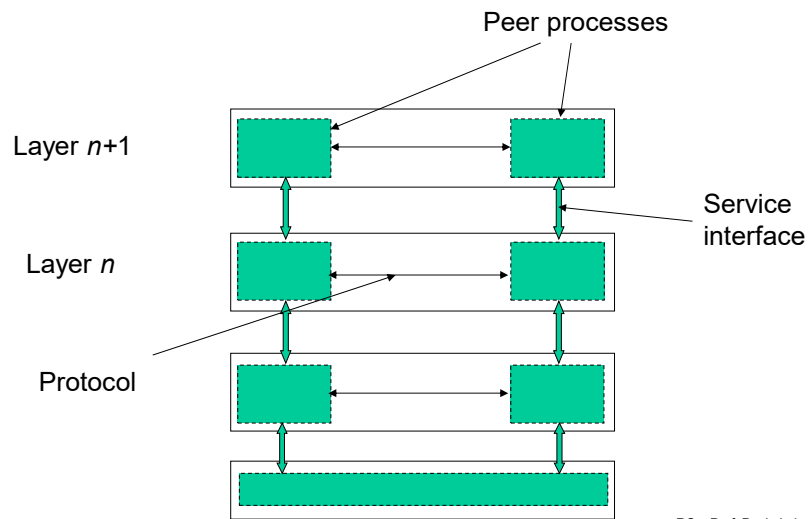 Peer processes
Layer n+1
Service
interface
Layer n
Protocol